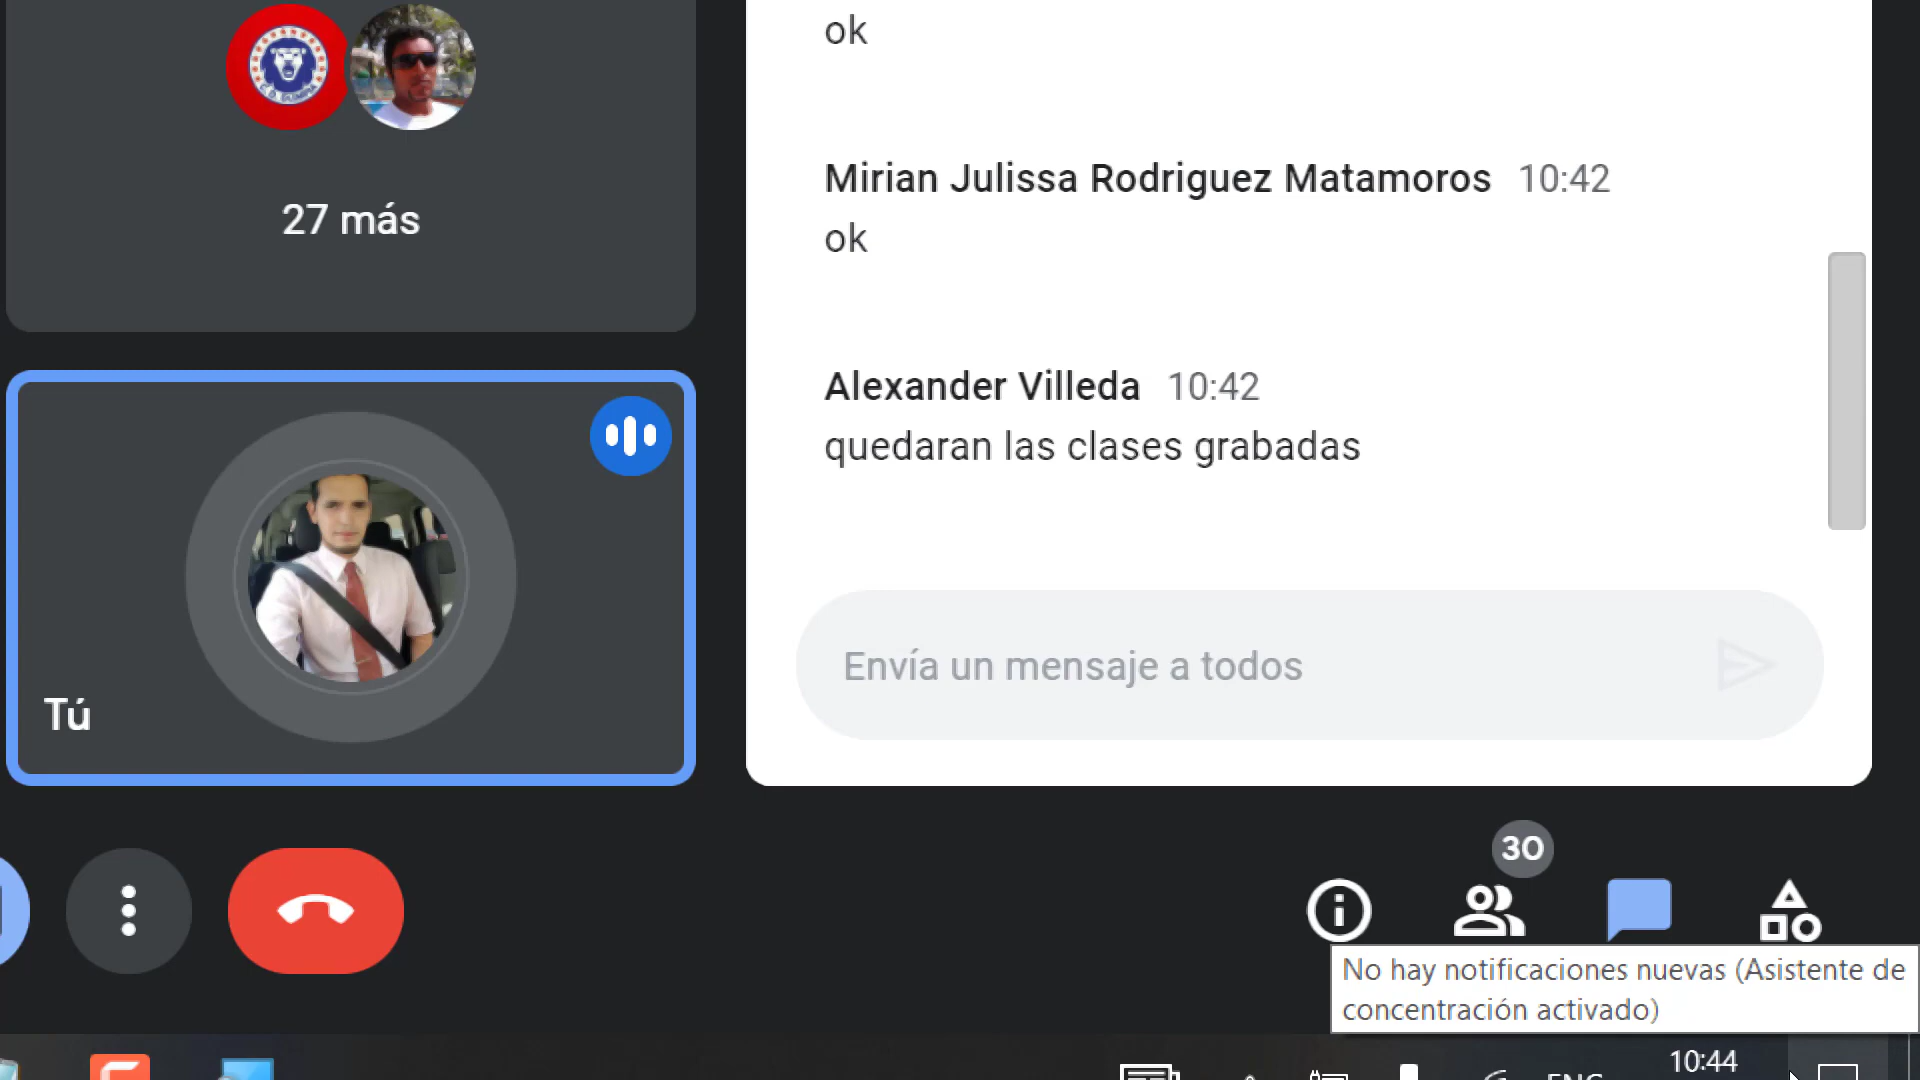 ok
Mirian Julissa Rodriguez Matamoros 10:42
ok
27 más
Alexander Villeda 10:42
quedaran las clases grabadas
Envía un mensaje a todos
Tú
30
No hay notificaciones nuevas (Asistente de
concentración activado)
10:44
ENG